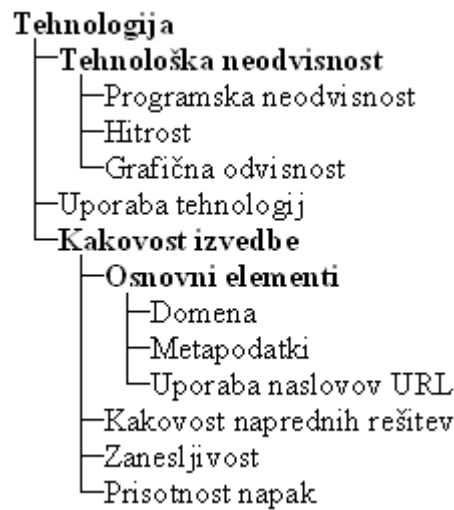 Tehnologija
Tehnološka neodvisnost
Programska neodvisnost
Hitrost
Grafična odvisnost
Uporaba tehnologij
Kakovost izvedbe
Osnovni elementi
Domena
Metapodatki
Uporaba naslovov URL
Kakovost naprednih rešitev
Zanesljivost
Prisotnost napak